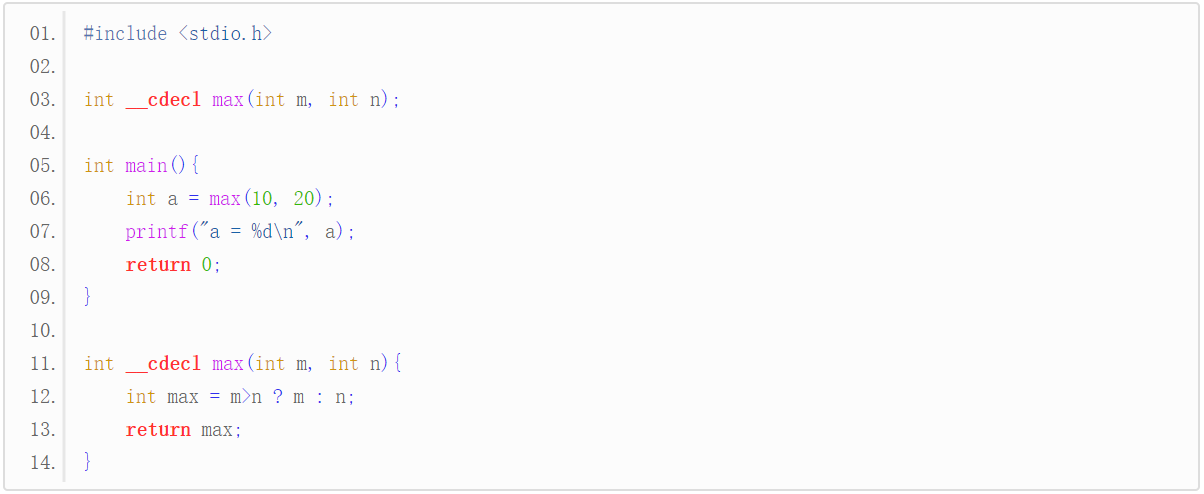 01. #include <stdio.h>
02.
03. int __cdecl max(int m, int n);
04.
05. int main(){
06.     int a = max(10, 20);
07.     printf("a = %d\n", a);
08.     return 0;
09. }
10.
11. int __cdecl max(int m, int n){
12.     int max = m>n ? m : n;
13.     return max;
14. }